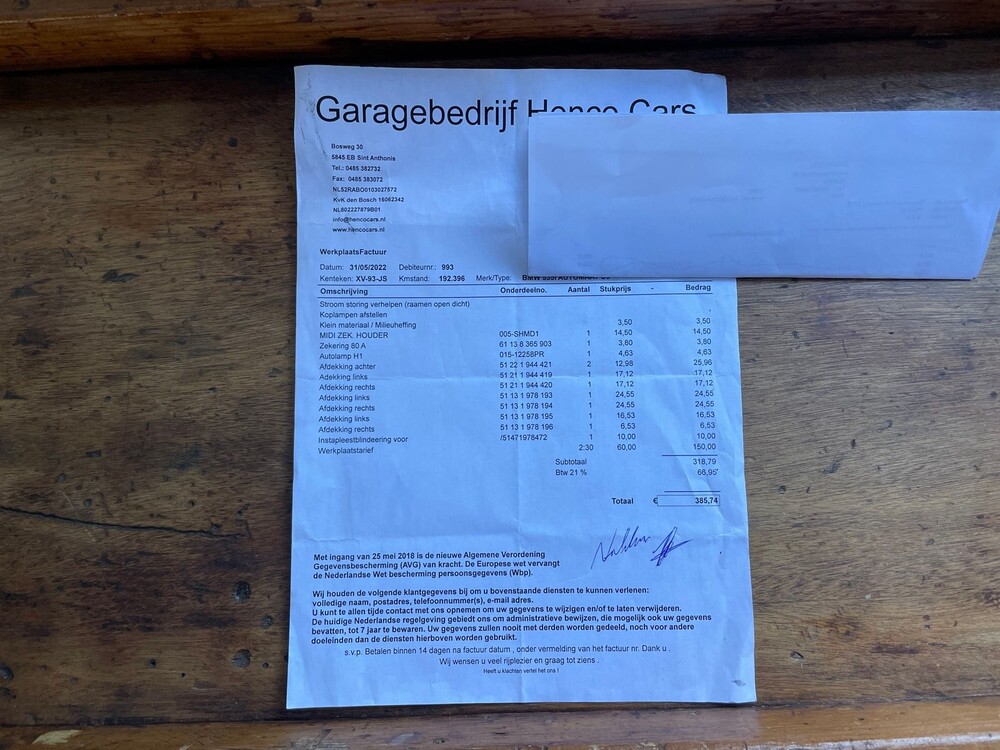 Garagebedrijf Henco Cars
Bosweg 30
5845 EB Sint Anthonis
Tel.: 0485 382732
Fax: 0485 383072
NL52RABO0103027572
KvK den Bosch 16062342
NL802227879B01
info@hencocars.nl
www.hencocars.nl
WerkplaatsFactuur
Datum: 31/05/2022 Debiteurnr.: 993
Kenteken: XV-93-JS Kmstand: 192.396 Merk/Type: BMW
Omschrijving Onderdeelno. Aantal Stukprijs - Bedrag
Stroom storing verhelpen (raamen open dicht)
Koplampen afstellen
Klein materiaal / Milieuheffing 3,50 3,50
MIDI ZEK. HOUDER 005-SHMD1 1 14,50 14,50
Zekering 80 A 61 13 8 365 903 1 3,80 3,80
Autolamp H1 015-12258PR 1 4,63 4,63
Afdekking achter 51 22 1 944 421 2 12,98 25,96
Adekking links 51 21 1 944 419 1 17,12 17,12
Afdekking rechts 51 21 1 944 420 1 17,12 17,12
Afdekking links 51 13 1 978 193 1 24,55 24,55
Afdekking rechts 51 13 1 978 194 1 24,55 24,55
Afdekking links 51 13 1 978 195 1 16,53 16,53
Afdekking rechts 51 13 1 978 196 1 6,53 6,53
Instapleestblindeering voor /51471978472 1 10,00 10,00
Werkplaatstarief 2:30 60,00 150,00
Subtotaal 318,79
Btw 21 % 66,95
Totaal € 385,74
Met ingang van 25 mei 2018 is de nieuwe Algemene Verordening
Gegevensbescherming (AVG) van kracht. De Europese wet vervangt
de Nederlandse Wet bescherming persoonsgegevens (Wbp).
Wij houden de volgende klantgegevens bij om u bovenstaande diensten te kunnen verlenen:
volledige naam, postadres, telefoonnummer(s), e-mail adres.
U kunt te allen tijde contact met ons opnemen om uw gegevens te wijzigen en/of te laten verwijderen.
De huidige Nederlandse regelgeving gebiedt ons om administratieve bewijzen, die mogelijk ook uw gegevens
bevatten, tot 7 jaar te bewaren. Uw gegevens zullen nooit met derden worden gedeeld, noch voor andere
doeleinden dan de diensten hierboven worden gebruikt.
s.v.p. Betalen binnen 14 dagen na factuur datum , onder vermelding van het factuur nr. Dank u .
Wij wensen u veel rijplezier en graag tot ziens .
Heeft u klachten vertel het ons !